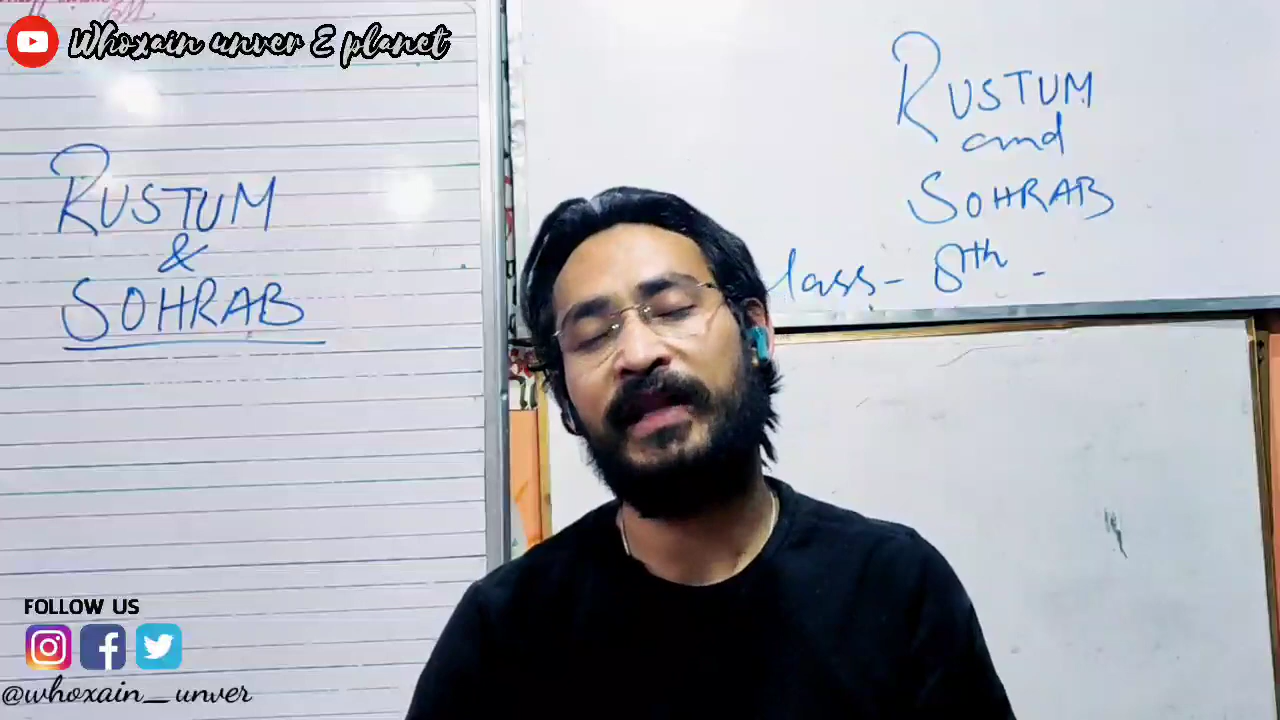 Whoxain unver E planet
RUSTUM
&
SOHRAB
RUSTUM
and
SOHRAB
lass - 8th -
FOLLOW US
@whoxain_unver